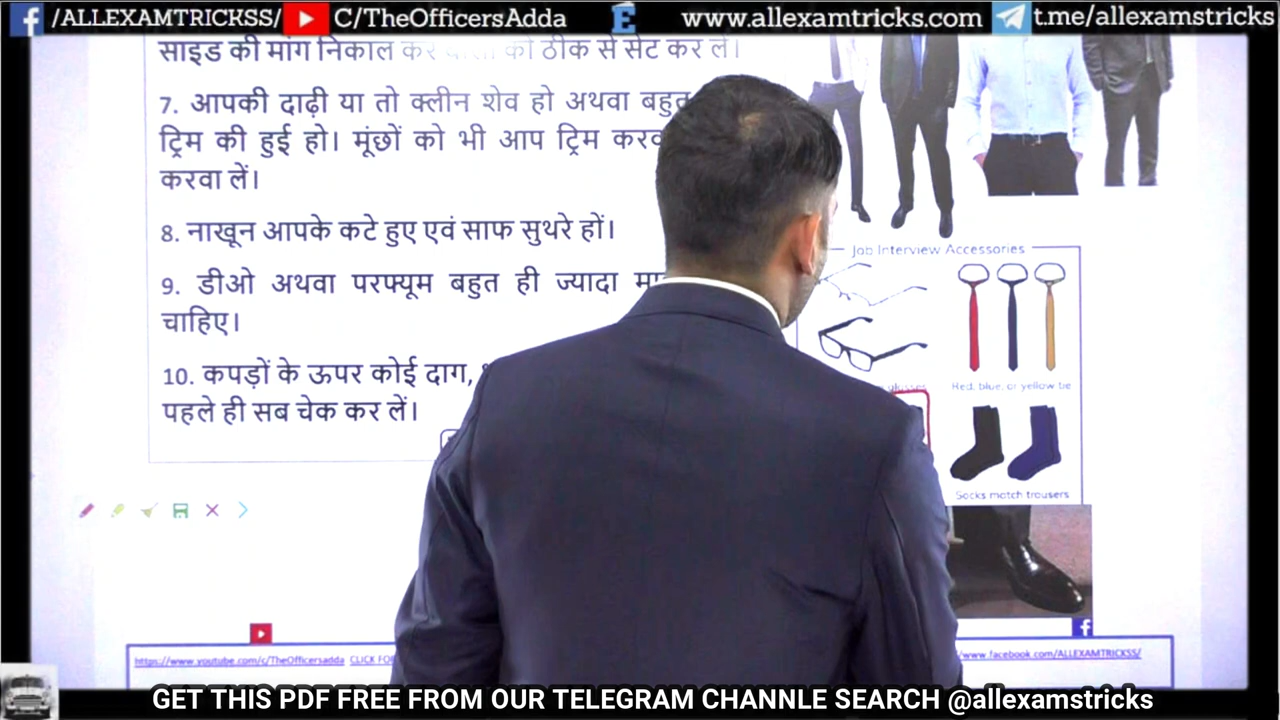 /ALLEXAMTRICKSS/ C/TheOfficersAdda www.allexamtricks.com t.me/allexamstricks
साइड की मांग निकाल कर को ठीक से सेट कर लें।
7. आपकी दाढ़ी या तो क्लीन शेव हो अथवा बहुत
ट्रिम की हुई हो। मूंछों को भी आप ट्रिम
करवा लें।
8. नाखून आपके कटे हुए एवं साफ सुथरे हों।
9. डीओ अथवा परफ्यूम बहुत ही ज्यादा
चाहिए।
10. कपड़ों के ऊपर कोई दाग,
पहले ही सब चेक कर लें।
Job Interview Accessories
glasses
Red, blue, or yellow tie
Socks match trousers
https://www.youtube.com/c/TheOfficersadda CLICK FO
www.facebook.com/ALLEXAMTRICKSS/
GET THIS PDF FREE FROM OUR TELEGRAM CHANNLE SEARCH @allexamstricks